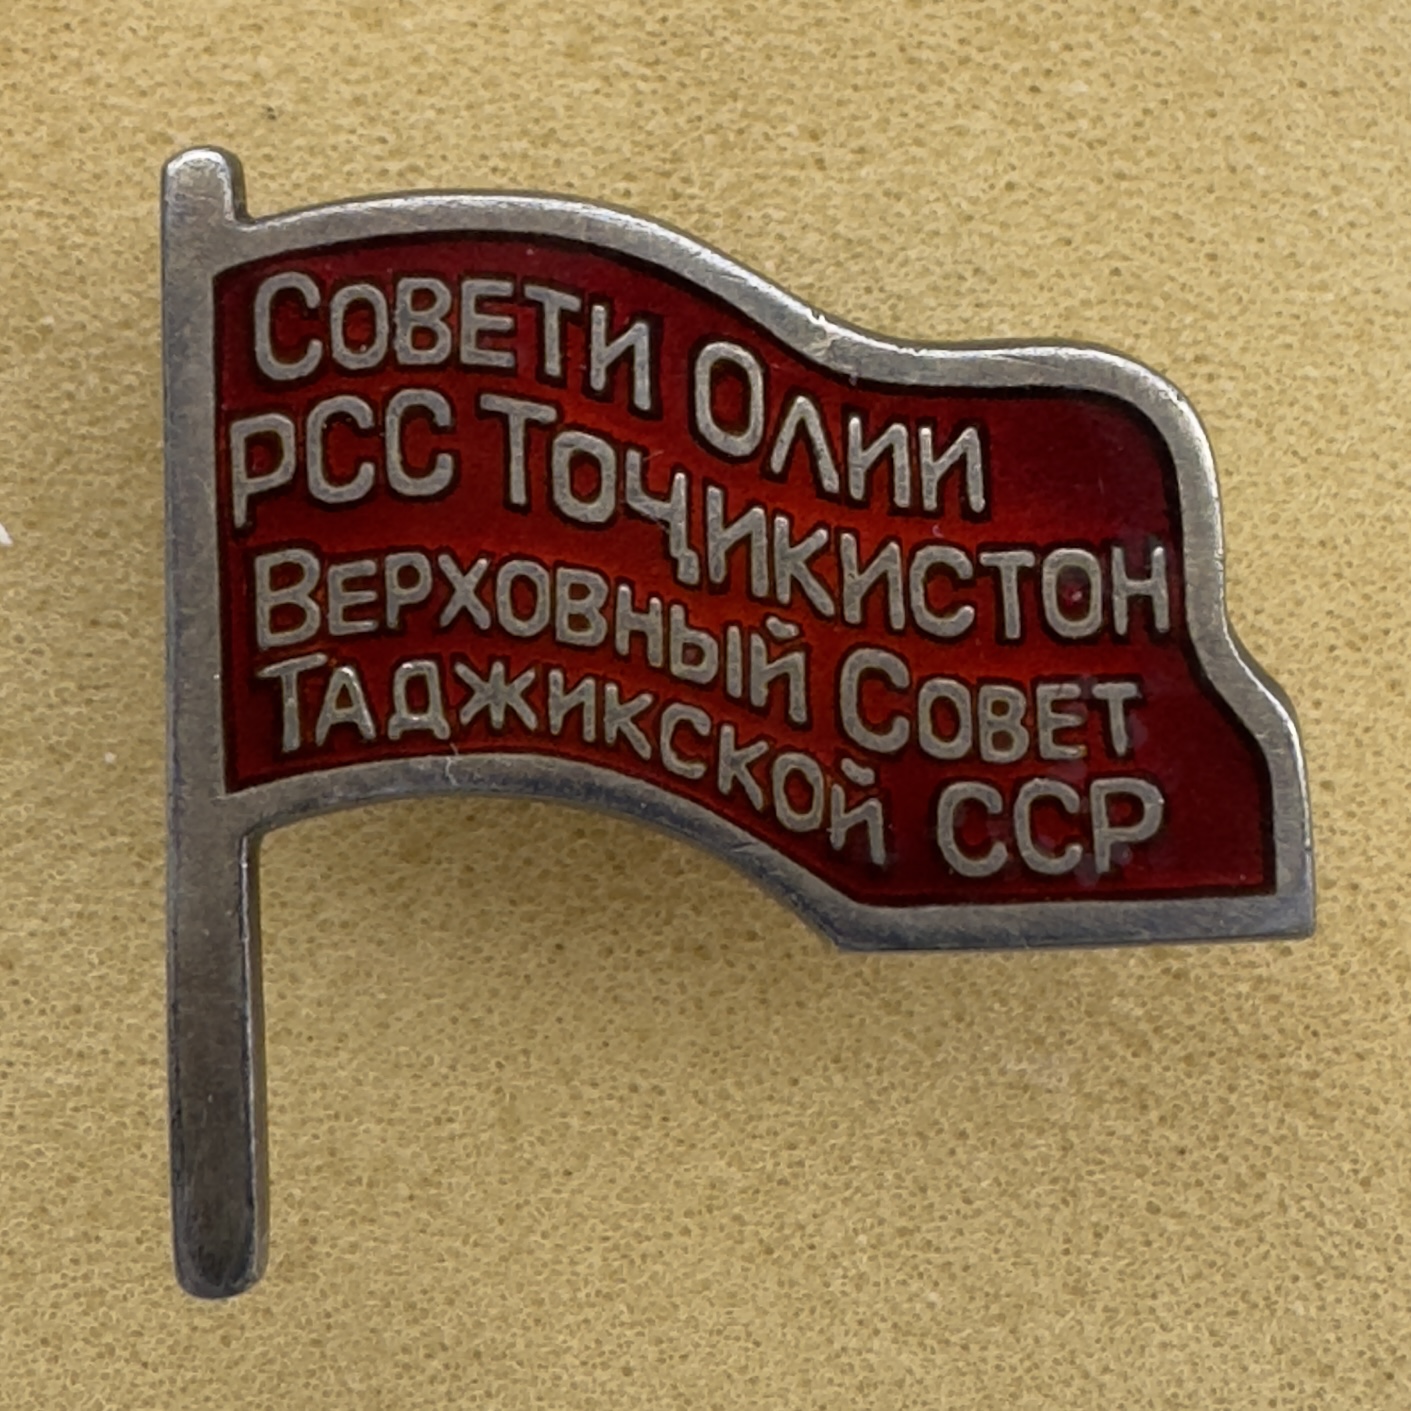 Совети Олии
РСС Тоҷикистон
Верховный Совет
Таджикской ССР